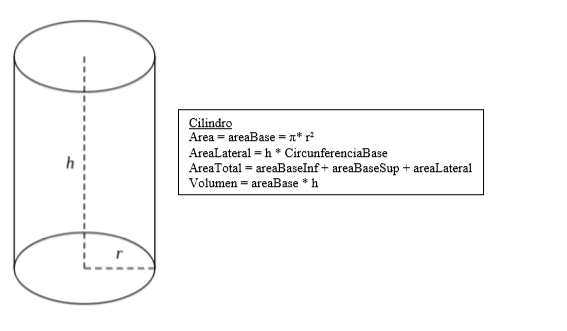 h
r
Cilindro
Area = areaBase = π* r²
AreaLateral = h * CircunferenciaBase
AreaTotal = areaBaseInf + areaBaseSup + areaLateral
Volumen = areaBase * h